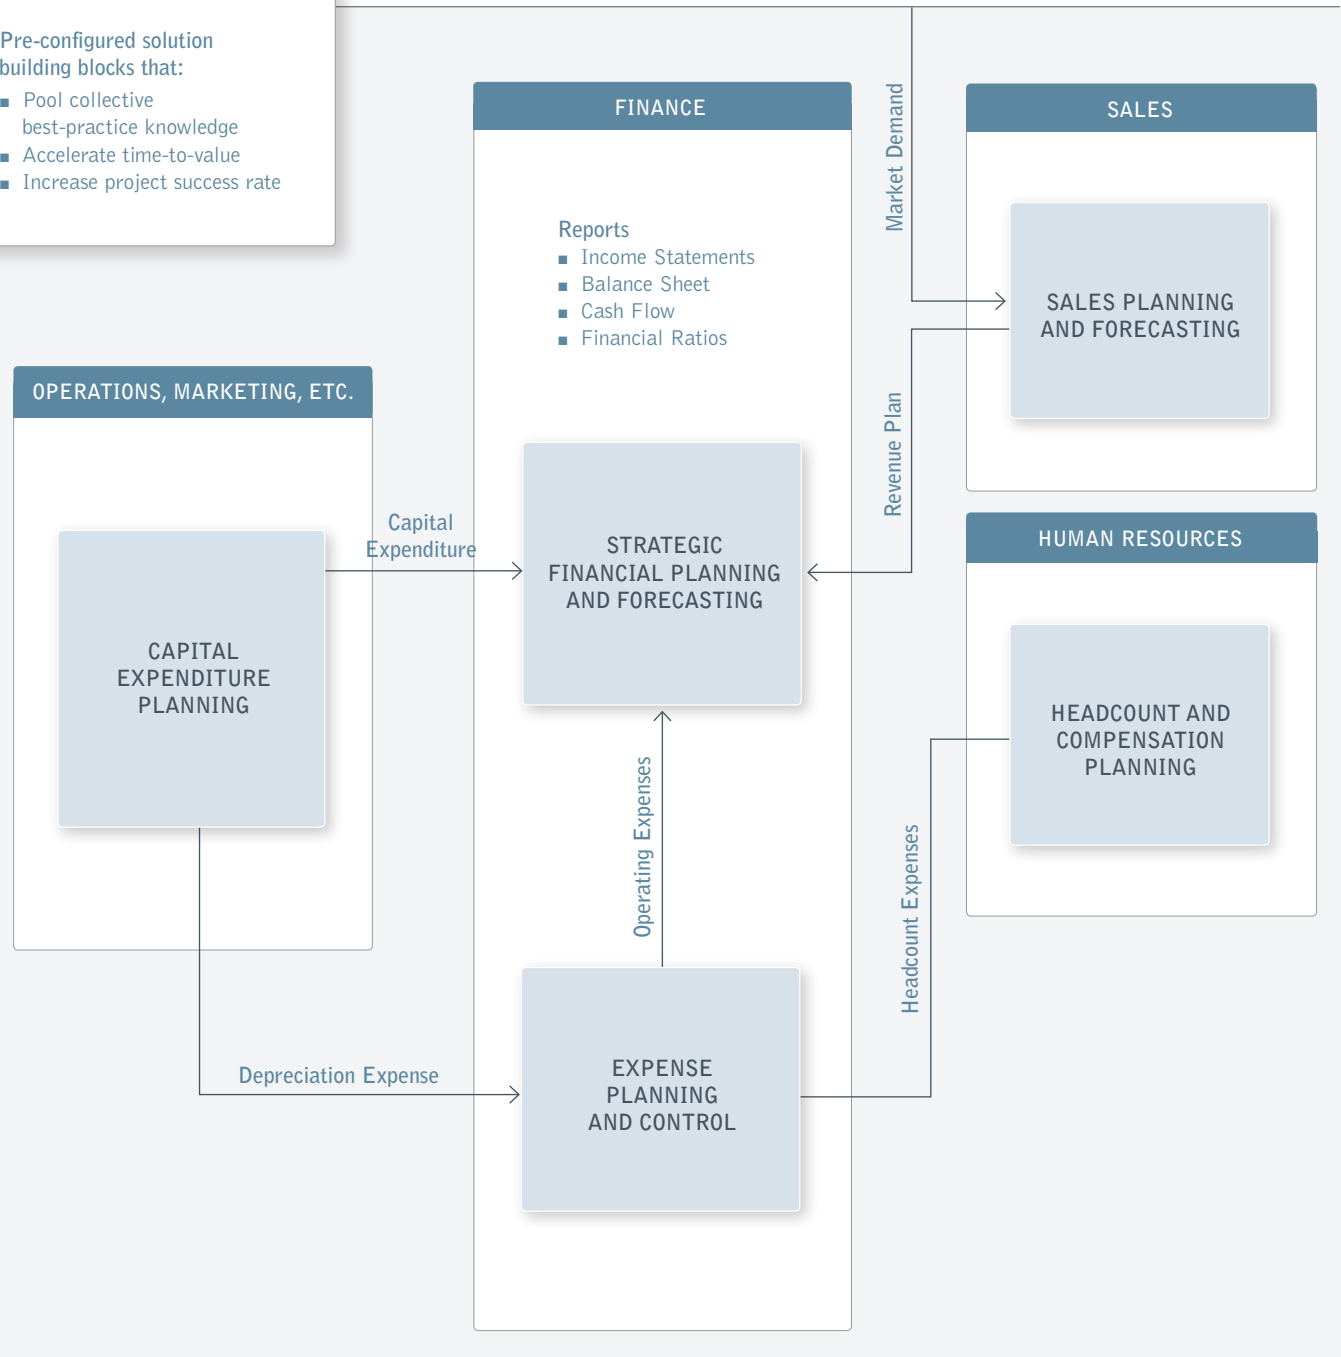 Pre-configured solution
building blocks that:
■ Pool collective
best-practice knowledge
■ Accelerate time-to-value
■ Increase project success rate
FINANCE
Reports
■ Income Statements
■ Balance Sheet
■ Cash Flow
■ Financial Ratios
Market Demand
SALES
SALES PLANNING
AND FORECASTING
Revenue Plan
OPERATIONS, MARKETING, ETC.
CAPITAL
EXPENDITURE
PLANNING
Capital
Expenditure
STRATEGIC
FINANCIAL PLANNING
AND FORECASTING
HUMAN RESOURCES
HEADCOUNT AND
COMPENSATION
PLANNING
Operating Expenses
Headcount Expenses
Depreciation Expense
EXPENSE
PLANNING
AND CONTROL